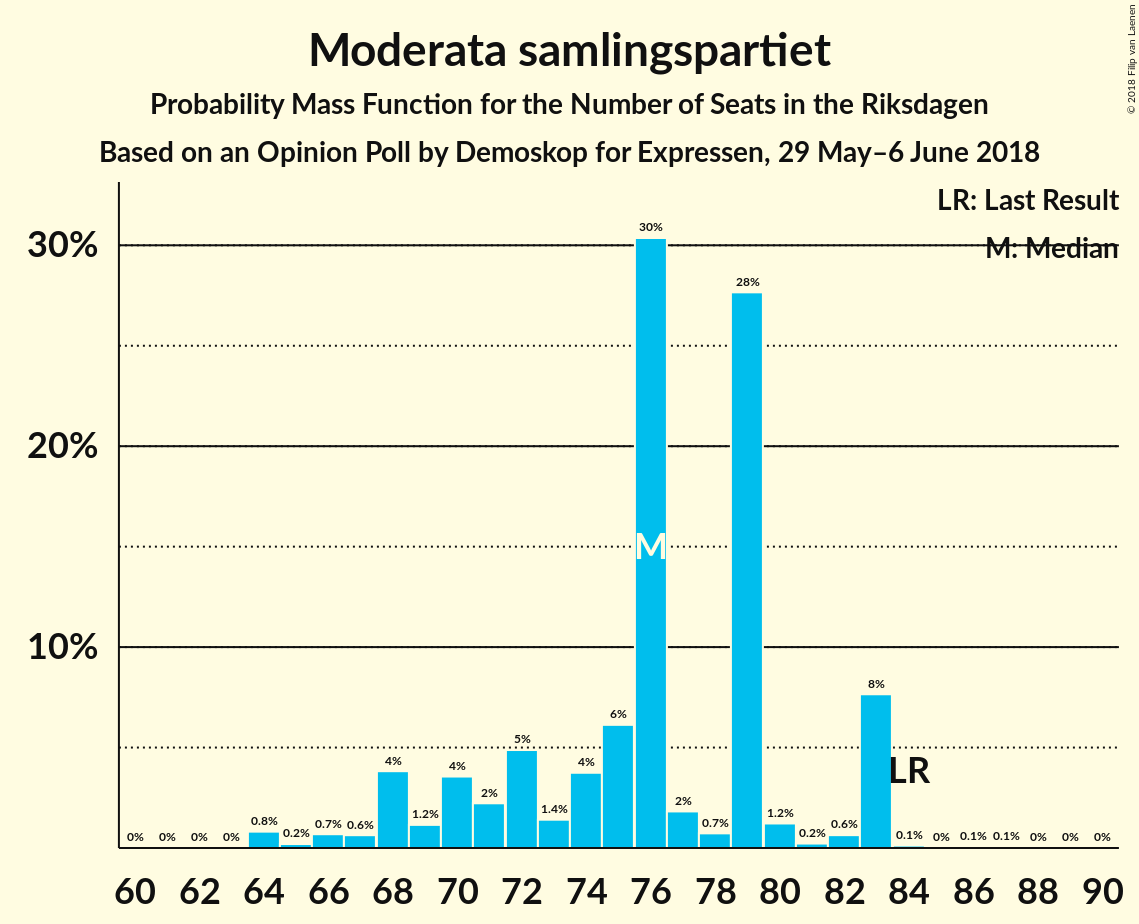 Moderata samlingspartiet
Probability Mass Function for the Number of Seats in the Riksdagen
Based on an Opinion Poll by Demoskop for Expressen, 29 May–6 June 2018
© 2018 Filip van Laenen
LR: Last Result
M: Median
30%
20%
10%
0% 0% 0% 0% 0.8% 0.2% 0.7% 0.6% 4% 1.2% 4% 2% 5% 1.4% 4% 6% 30% 2% 0.7% 28% 1.2% 0.2% 0.6% 8% 0.1% 0% 0.1% 0.1% 0% 0% 0%
M
LR
60 62 64 66 68 70 72 74 76 78 80 82 84 86 88 90